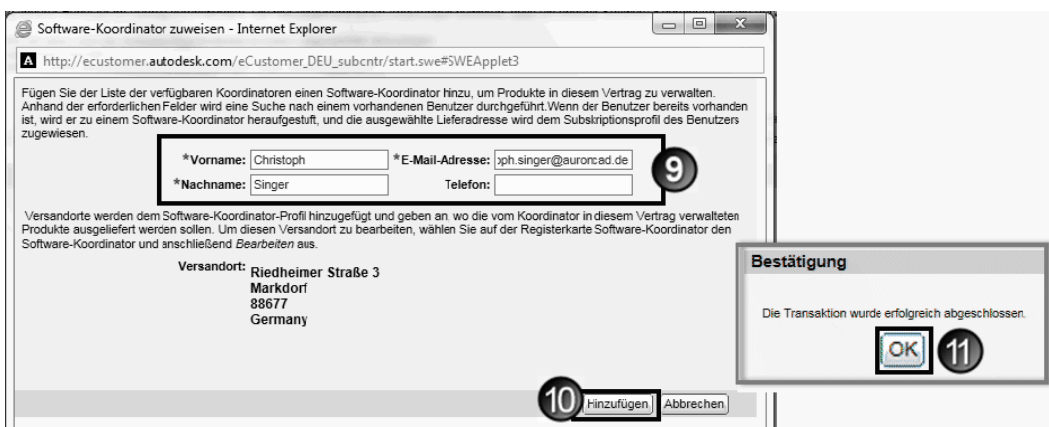 Software-Koordinator zuweisen - Internet Explorer
A http://ecustomer.autodesk.com/eCustomer_DEU_subcntr/start.swe#SWEApplet3
Fügen Sie der Liste der verfügbaren Koordinatoren einen Software-Koordinator hinzu, um Produkte in diesem Vertrag zu verwalten.
Anhand der erforderlichen Felder wird eine Suche nach einem vorhandenen Benutzer durchgeführt.Wenn der Benutzer bereits vorhanden
ist, wird er zu einem Software-Koordinator heraufgestuft, und die ausgewählte Lieferadresse wird dem Subskriptionsprofil des Benutzers
zugewiesen.
*Vorname: Christoph *E-Mail-Adresse: oph.singer@auroncad.de 9
*Nachname: Singer Telefon:
Versandorte werden dem Software-Koordinator-Profil hinzugefügt und geben an, wo die vom Koordinator in diesem Vertrag verwalteten
Produkte ausgeliefert werden sollen. Um diesen Versandort zu bearbeiten, wählen Sie auf der Registerkarte Software-Koordinator den
Software-Koordinator und anschließend Bearbeiten aus.
Versandort: Riedheimer Straße 3
Markdorf
88677
Germany
10 Hinzufügen Abbrechen
Bestätigung
Die Transaktion wurde erfolgreich abgeschlossen.
OK 11